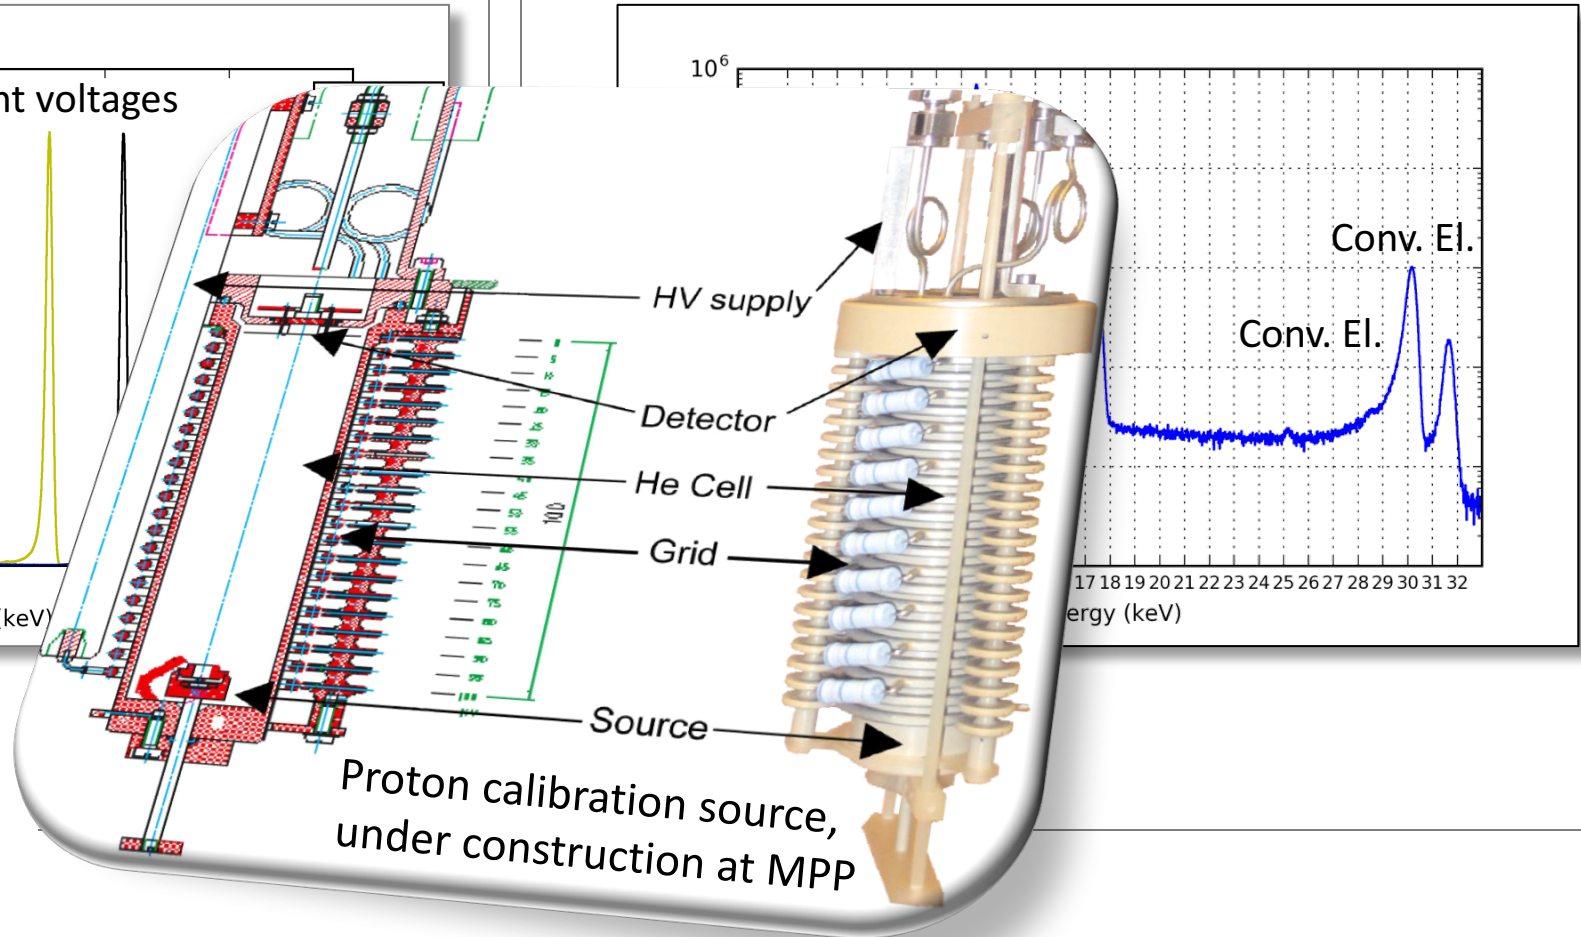 nt voltages
(keV)
10⁶
Conv. El.
Conv. El.
17 18 19 20 21 22 23 24 25 26 27 28 29 30 31 32
ergy (keV)
HV supply
Detector
He Cell
Grid
Source
100
Proton calibration source,
under construction at MPP